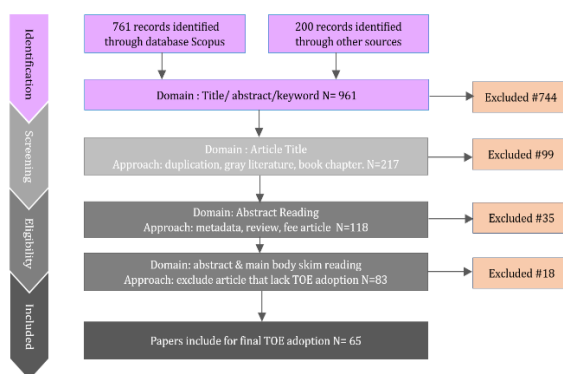 Identification
Screening
Eligibility
Included
761 records identified
through database Scopus
200 records identified
through other sources
Domain : Title/ abstract/keyword N= 961
Excluded #744
Domain : Article Title
Approach: duplication, gray literature, book chapter. N=217
Excluded #99
Domain: Abstract Reading
Approach: metadata, review, fee article N=118
Excluded #35
Domain: abstract & main body skim reading
Approach: exclude article that lack TOE adoption N=83
Excluded #18
Papers include for final TOE adoption N= 65